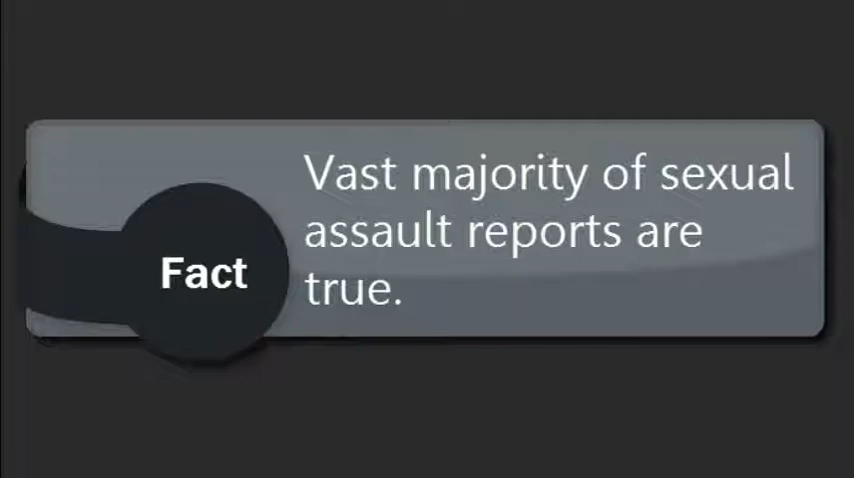 Fact
Vast majority of sexual
assault reports are
true.